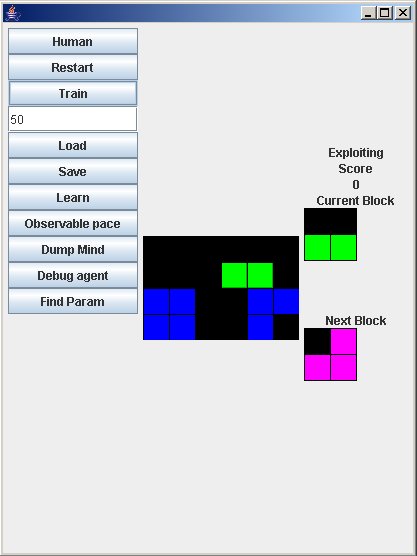 Human
Restart
Train
50
Load
Save
Learn
Observable pace
Dump Mind
Debug agent
Find Param
Exploiting
Score
0
Current Block
Next Block